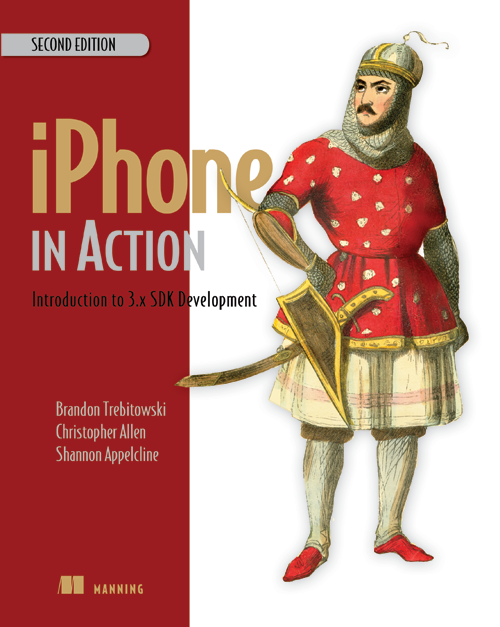 SECOND EDITION
iPhone
IN ACTION
Introduction to 3.x SDK Development
Brandon Trebitowski
Christopher Allen
Shannon Appelcline
MANNING